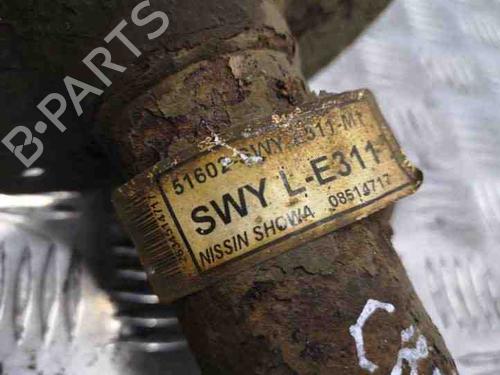 B-PARTS
51602-SWY-E311-M1
SWY L-E311-
NISSIN SHOWA 08514717